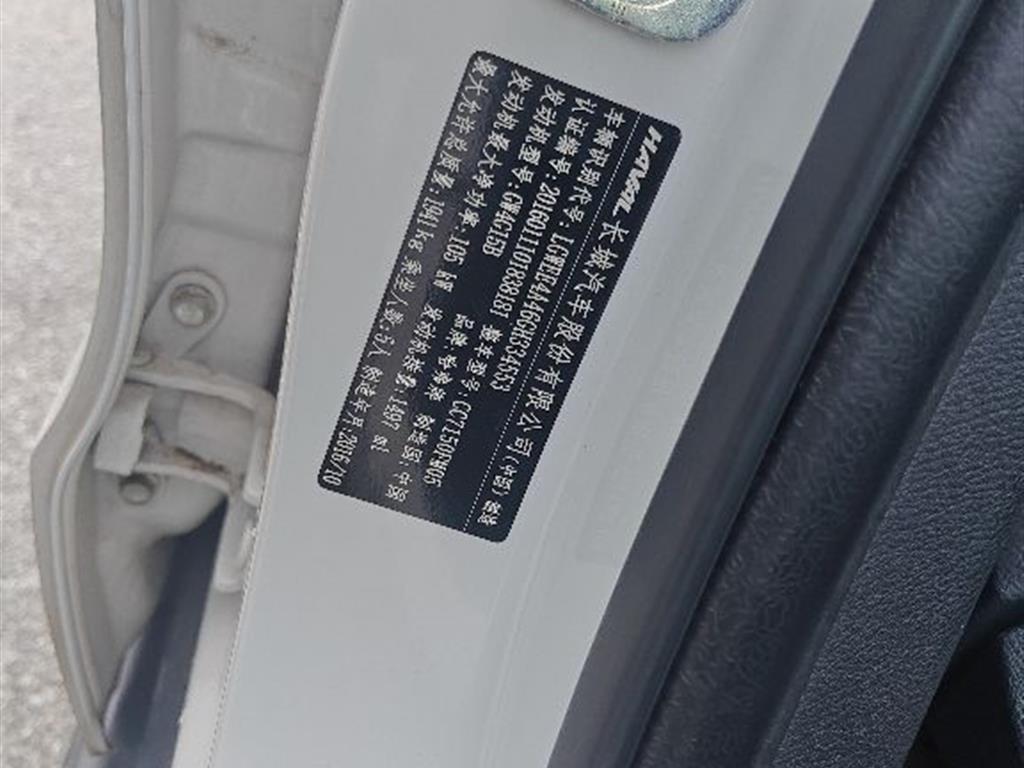 HAVAL 长城汽车股份有限公司(中国) 制造
车辆识别代号:LGWEE4A46GH834653
认证编号:2016011101888181
发动机型号:GW4G15B 整车型号:CC7150FM05
发动机最大净功率:105 kW 品牌:哈弗牌 制造国:中国
最大允许总质量:1941kg 发动机排量:1497 ml
乘坐人数:5人 制造年月:2016/10